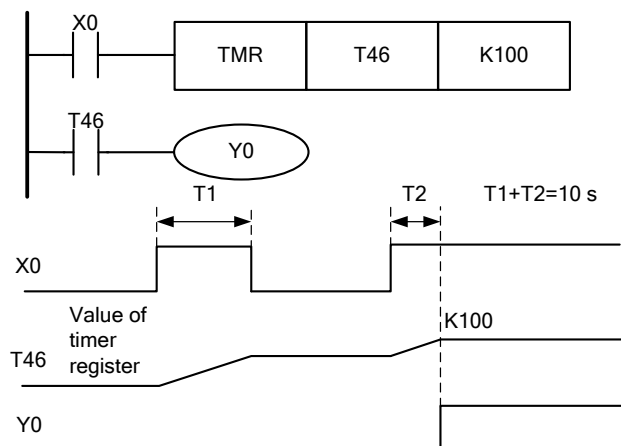 X0
TMR T46 K100
T46
Y0
T1 T2 T1+T2=10 s
X0
Value of
timer
register
K100
T46
Y0